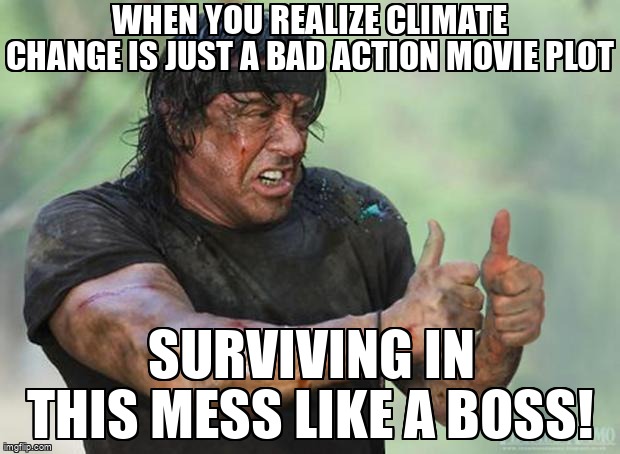 WHEN YOU REALIZE CLIMATE
CHANGE IS JUST A BAD ACTION MOVIE PLOT
SURVIVING IN
THIS MESS LIKE A BOSS!
imgflip.com